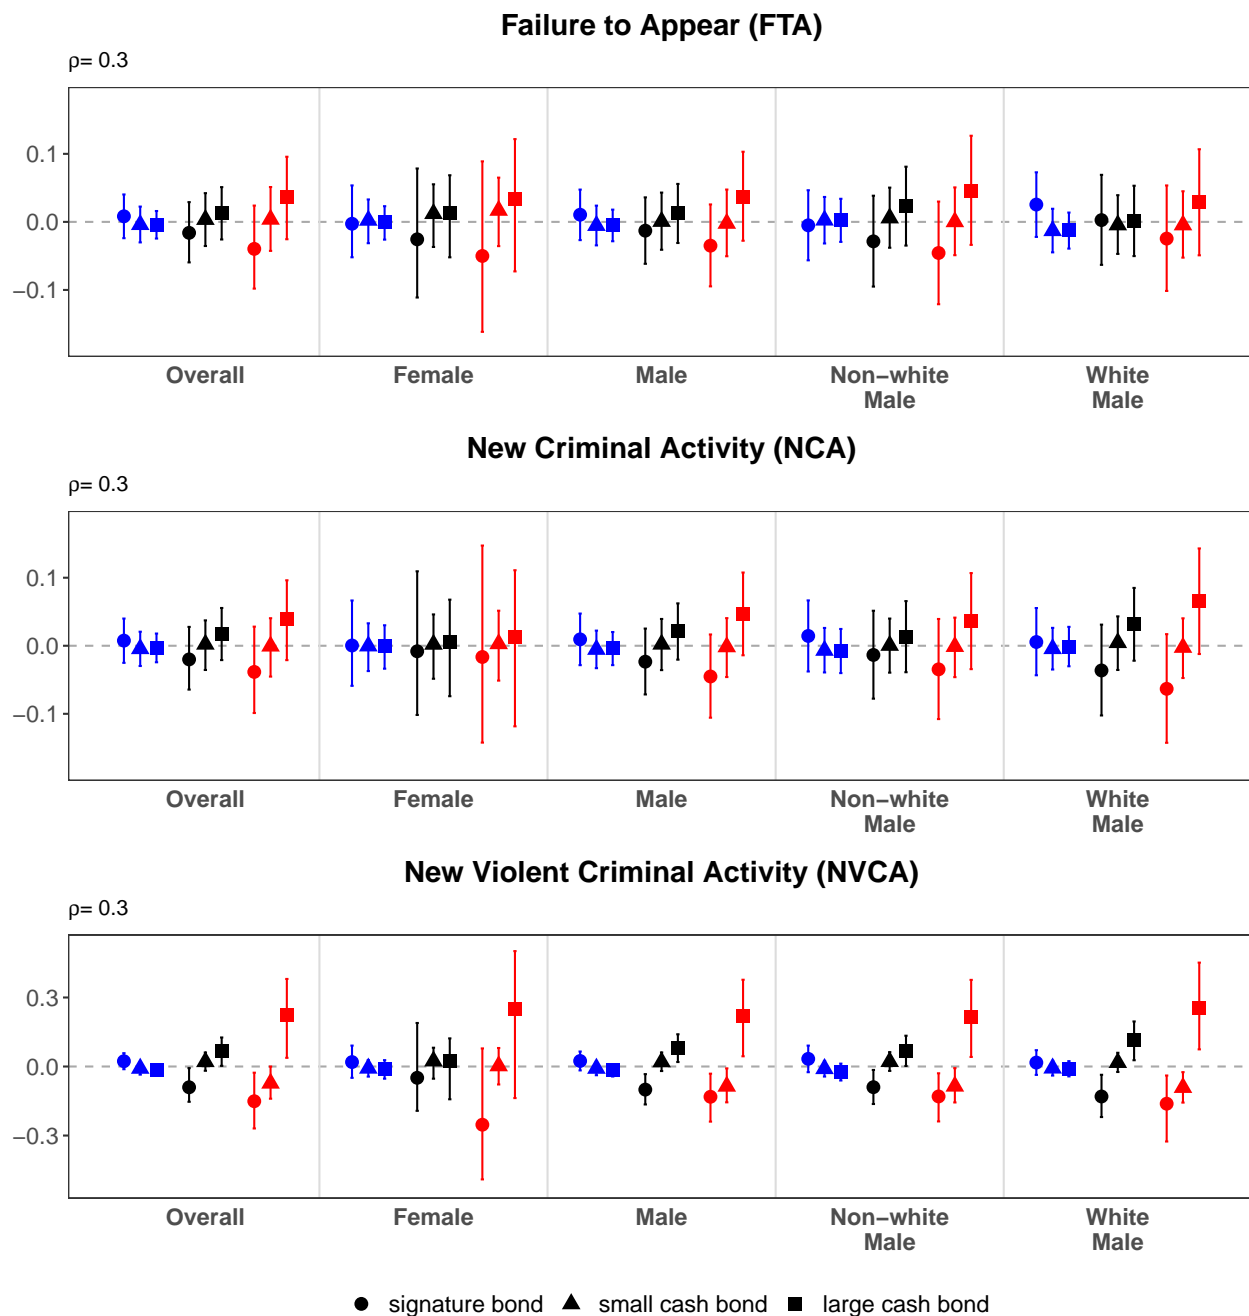 Failure to Appear (FTA)
ρ= 0.3
0.1
0.0
−0.1
Overall Female Male Non−white Male White Male
New Criminal Activity (NCA)
ρ= 0.3
0.1
0.0
−0.1
Overall Female Male Non−white Male White Male
New Violent Criminal Activity (NVCA)
ρ= 0.3
0.3
0.0
−0.3
Overall Female Male Non−white Male White Male
signature bond small cash bond large cash bond